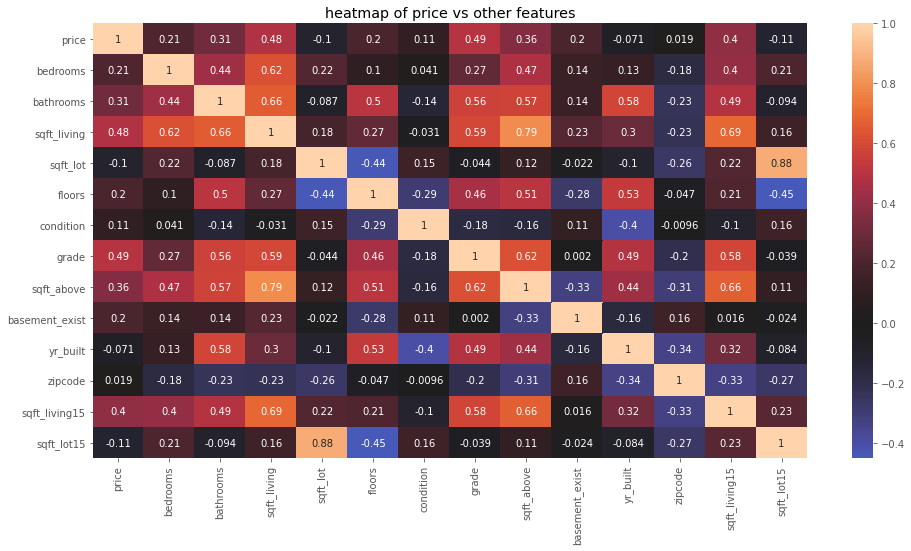 heatmap of price vs other features
price 1 0.21 0.31 0.48 -0.1 0.2 0.11 0.49 0.36 0.2 -0.071 0.019 0.4 -0.11
bedrooms 0.21 1 0.44 0.62 0.22 0.1 0.041 0.27 0.47 0.14 0.13 -0.18 0.4 0.21
bathrooms 0.31 0.44 1 0.66 -0.087 0.5 -0.14 0.56 0.57 0.14 0.58 -0.23 0.49 -0.094
sqft_living 0.48 0.62 0.66 1 0.18 0.27 -0.031 0.59 0.79 0.23 0.3 -0.23 0.69 0.16
sqft_lot -0.1 0.22 -0.087 0.18 1 -0.44 0.15 -0.044 0.12 -0.022 -0.1 -0.26 0.22 0.88
floors 0.2 0.1 0.5 0.27 -0.44 1 -0.29 0.46 0.51 -0.28 0.53 -0.047 0.21 -0.45
condition 0.11 0.041 -0.14 -0.031 0.15 -0.29 1 -0.18 -0.16 0.11 -0.4 -0.0096 -0.1 0.16
grade 0.49 0.27 0.56 0.59 -0.044 0.46 -0.18 1 0.62 0.002 0.49 -0.2 0.58 -0.039
sqft_above 0.36 0.47 0.57 0.79 0.12 0.51 -0.16 0.62 1 -0.33 0.44 -0.31 0.66 0.11
basement_exist 0.2 0.14 0.14 0.23 -0.022 -0.28 0.11 0.002 -0.33 1 -0.16 0.16 0.016 -0.024
yr_built -0.071 0.13 0.58 0.3 -0.1 0.53 -0.4 0.49 0.44 -0.16 1 -0.34 0.32 -0.084
zipcode 0.019 -0.18 -0.23 -0.23 -0.26 -0.047 -0.0096 -0.2 -0.31 0.16 -0.34 1 -0.33 -0.27
sqft_living15 0.4 0.4 0.49 0.69 0.22 0.21 -0.1 0.58 0.66 0.016 0.32 -0.33 1 0.23
sqft_lot15 -0.11 0.21 -0.094 0.16 0.88 -0.45 0.16 -0.039 0.11 -0.024 -0.084 -0.27 0.23 1
price bedrooms bathrooms sqft_living sqft_lot floors condition grade sqft_above basement_exist yr_built zipcode sqft_living15 sqft_lot15
1.0
0.8
0.6
0.4
0.2
0.0
−0.2
−0.4